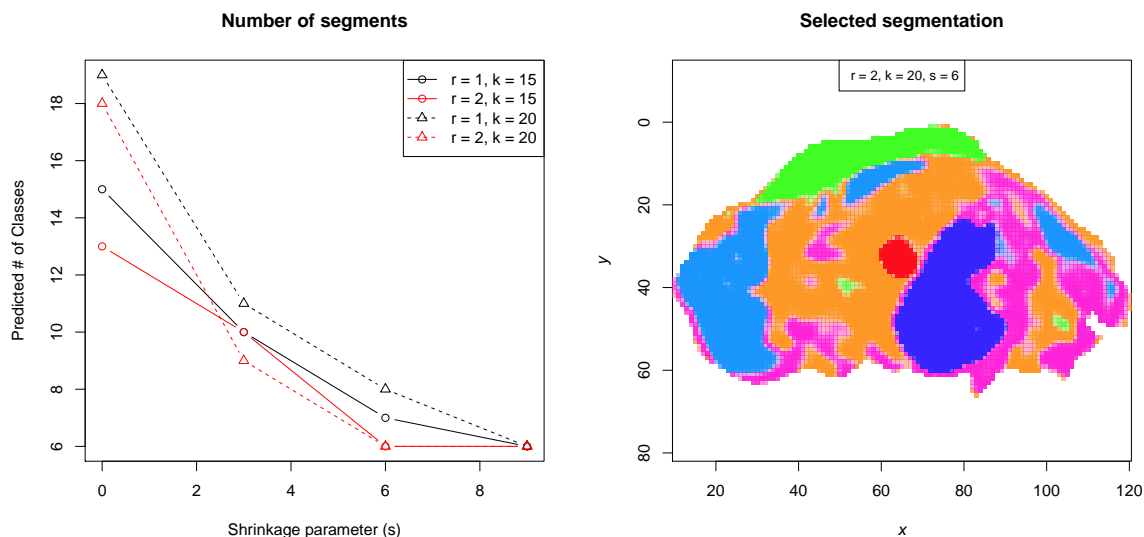 Number of segments
r = 1, k = 15
r = 2, k = 15
r = 1, k = 20
r = 2, k = 20
18
16
14
12
10
8
6
Predicted # of Classes
0 2 4 6 8
Shrinkage parameter (s)
Selected segmentation
r = 2, k = 20, s = 6
0
20
40
60
80
y
20 40 60 80 100 120
x